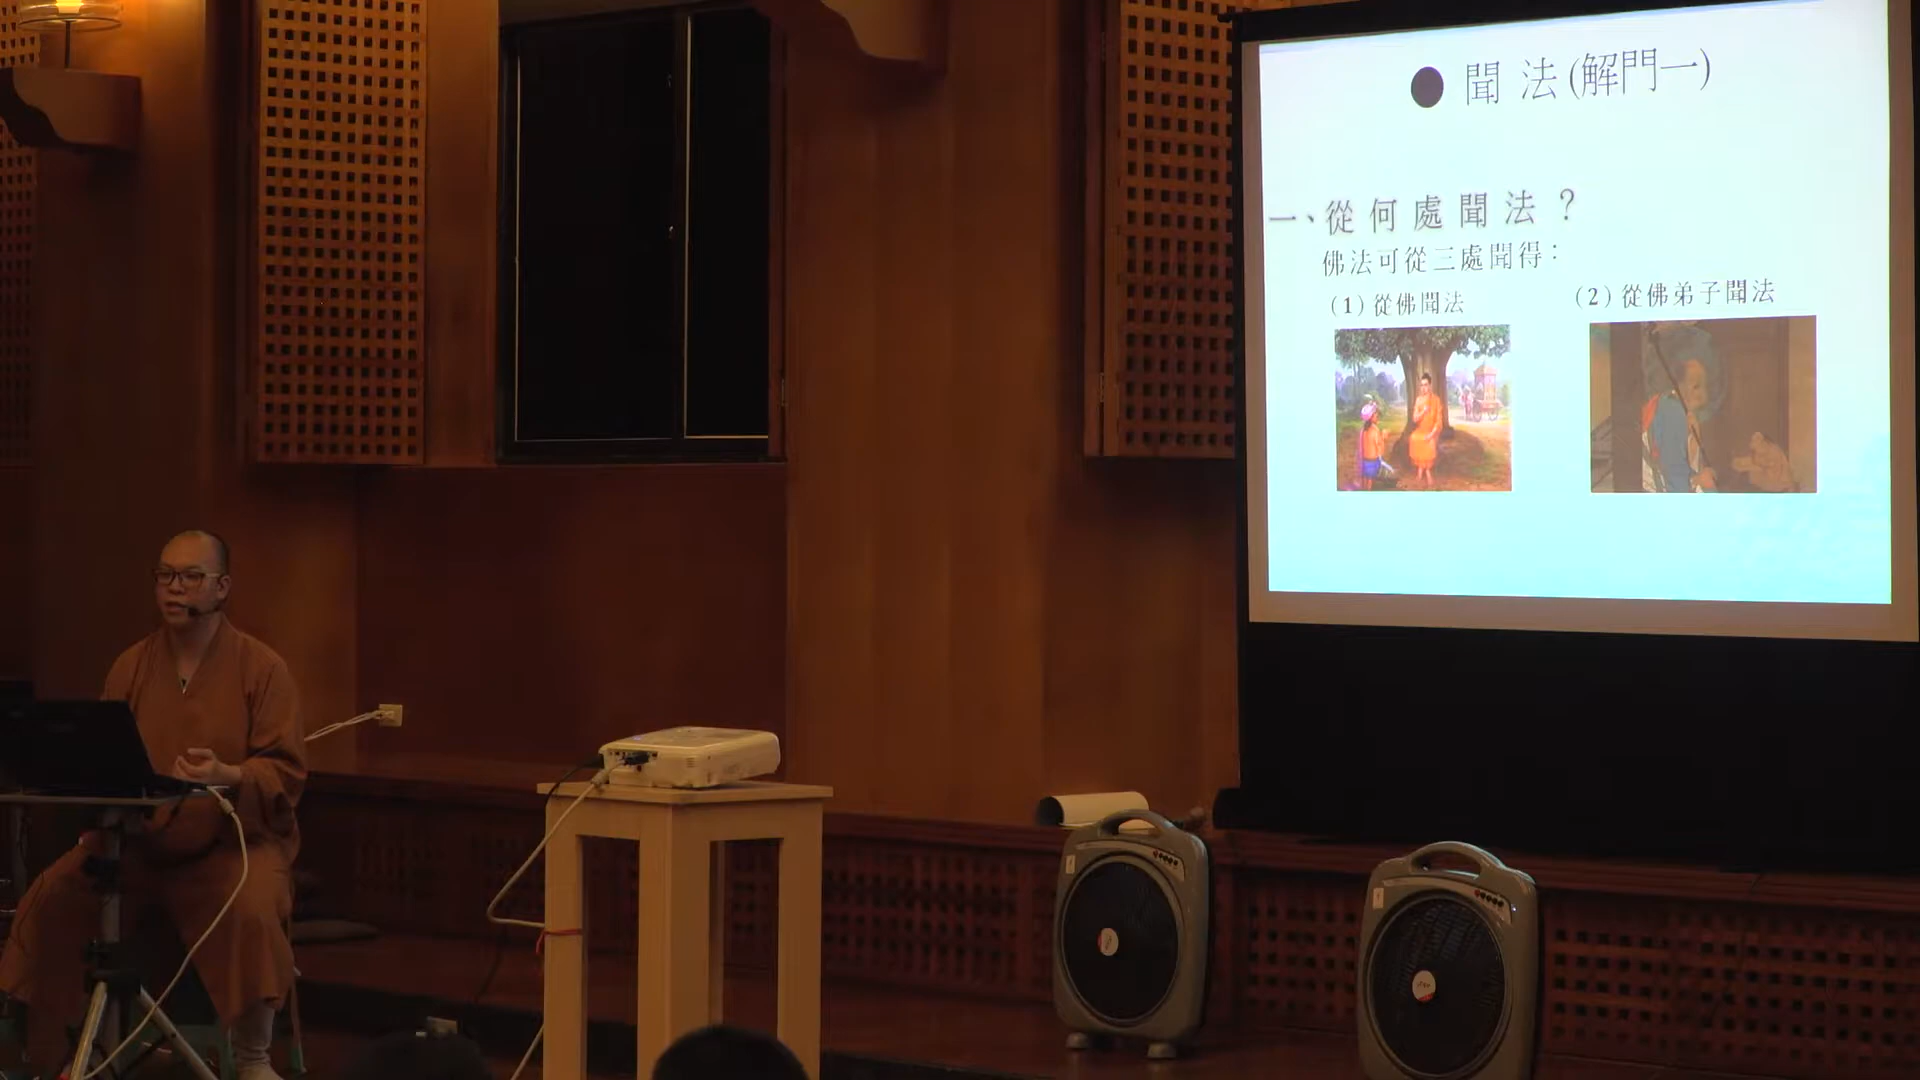 ● 聞 法 (解門一)
一、從 何 處 聞 法 ？
佛法可從三處聞得：
(1) 從佛聞法
(2) 從佛弟子聞法